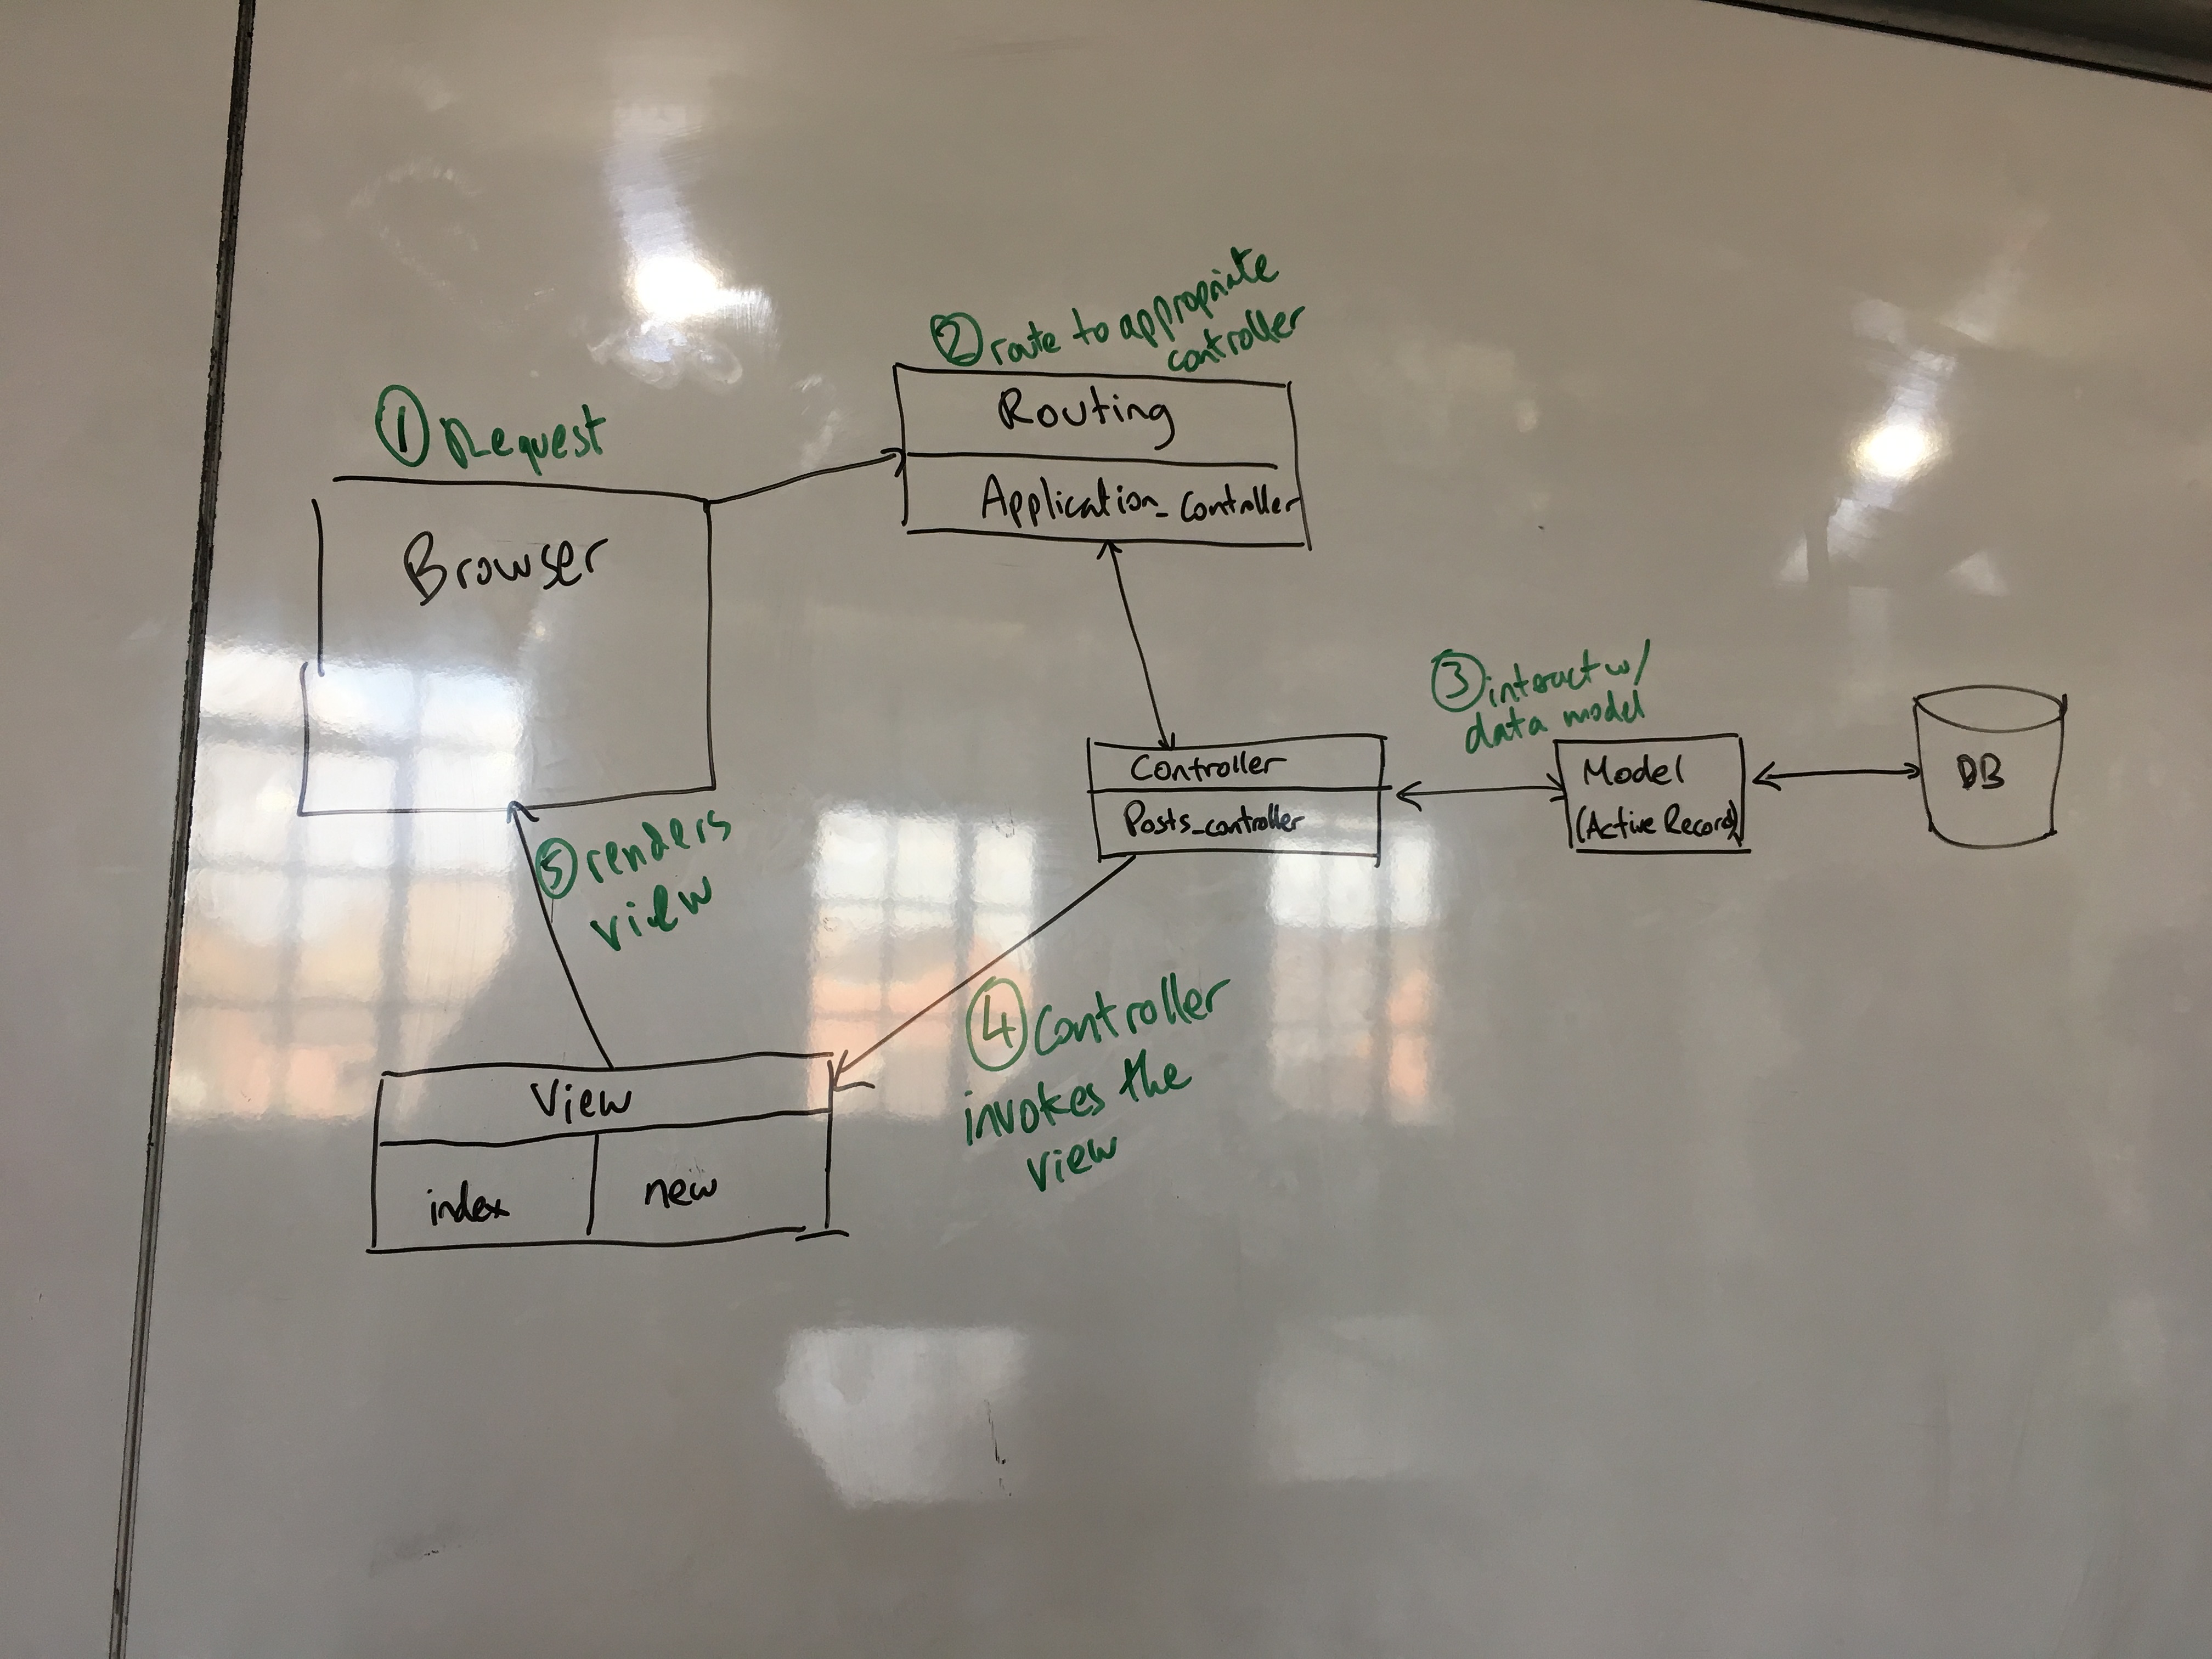 ① Request
Browser
② route to appropriate
controller
Routing
Application_Controller
③ interact w/
data model
Controller
Posts_controller
Model
(Active Record)
DB
④ Controller
invokes the
view
⑤ renders
view
View
index
new